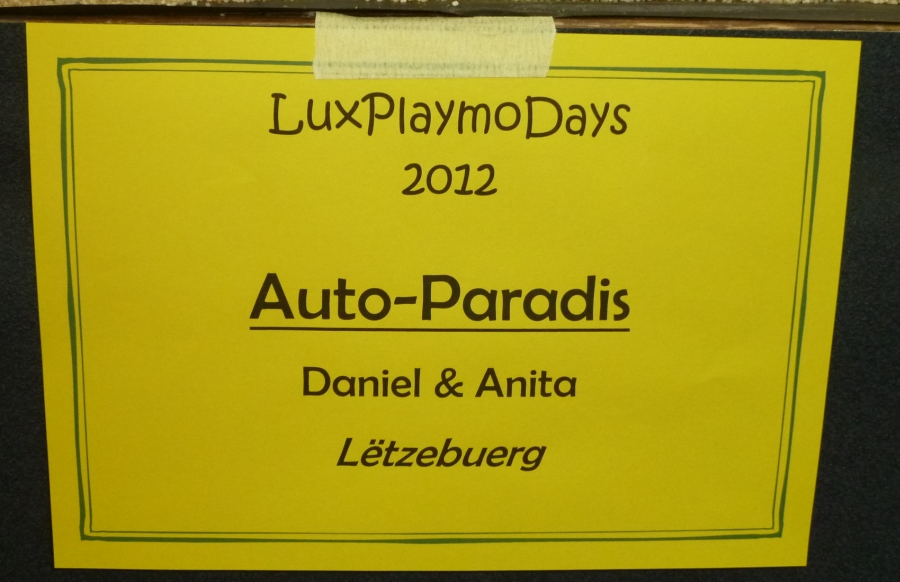 LuxPlaymoDays
2012
Auto-Paradis
Daniel & Anita
Lëtzebuerg